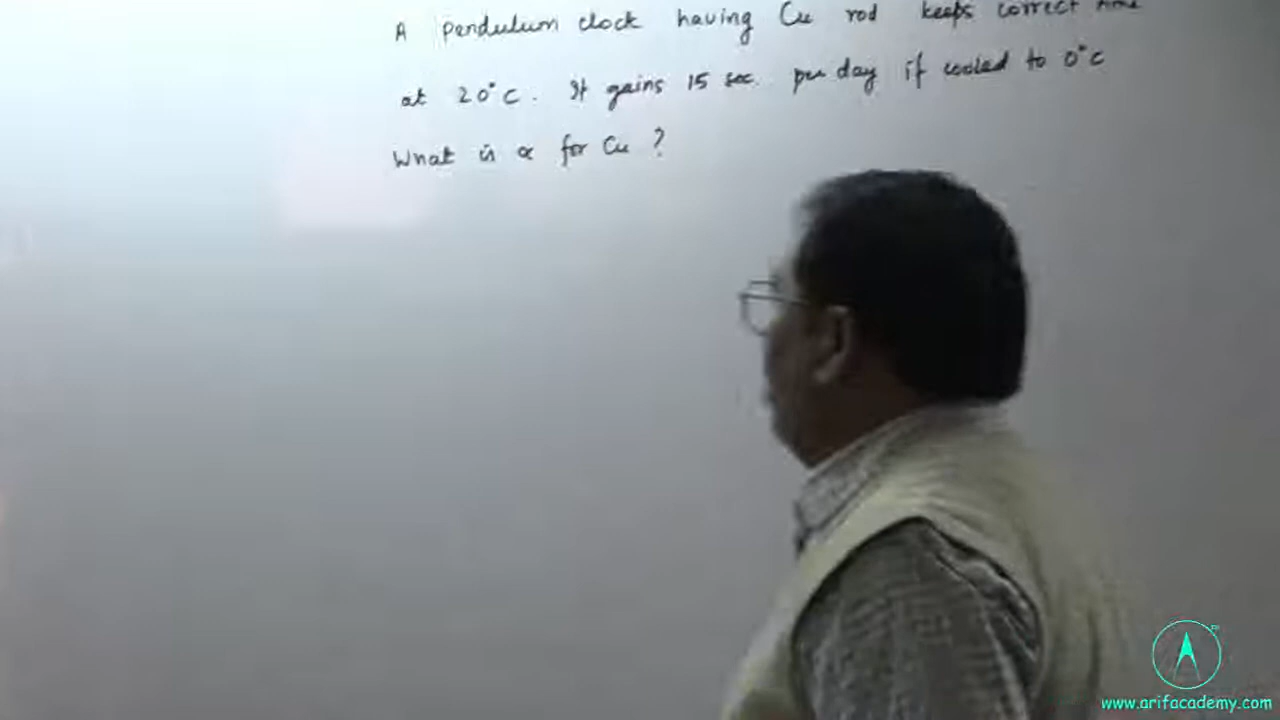 A pendulum clock having Cu rod keeps correct time
at 20°C. It gains 15 sec. per day if cooled to 0°C
What is α for Cu ?
www.arifacademy.com